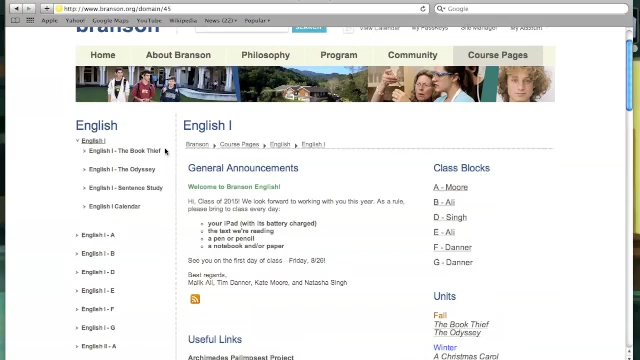 http://www.branson.org/domain/45
Google
Apple Yahoo! Google Maps YouTube Wikipedia News (22) Popular
branson
SEARCH
View Calendar
My PassKeys
Site Manager
My Account
Home
About Branson
Philosophy
Program
Community
Course Pages
English
English I
English I - The Book Thief
English I - The Odyssey
English I - Sentence Study
English I Calendar
English I - A
English I - B
English I - D
English I - E
English I - F
English I - G
English II - A
English I
Branson Course Pages English English I
General Announcements
Welcome to Branson English!
Hi, Class of 2015! We look forward to working with you this year. As a rule,
please bring to class every day:
your iPad (with its battery charged)
the text we're reading
a pen or pencil
a notebook and/or paper
See you on the first day of class - Friday, 8/26!
Best regards,
Malik Ali, Tim Danner, Kate Moore, and Natasha Singh
Useful Links
Archimedes Palimpsest Project
Class Blocks
A - Moore
B - Ali
D - Singh
E - Ali
F - Danner
G - Danner
Units
Fall
The Book Thief
The Odyssey
Winter
A Christmas Carol